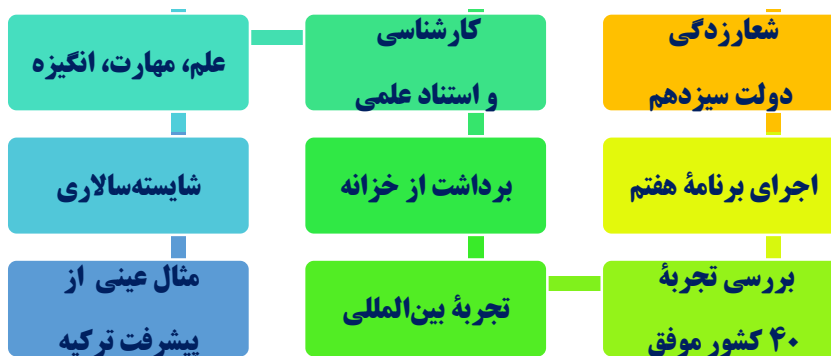 شعارزدگی
دولت سیزدهم
اجرای برنامهٔ هفتم
بررسی تجربهٔ
۴۰ کشور موفق
تجربهٔ بین‌المللی
برداشت از خزانه
کارشناسی
و استناد علمی
علم، مهارت، انگیزه
شایسته‌سالاری
مثال عینی از
پیشرفت ترکیه